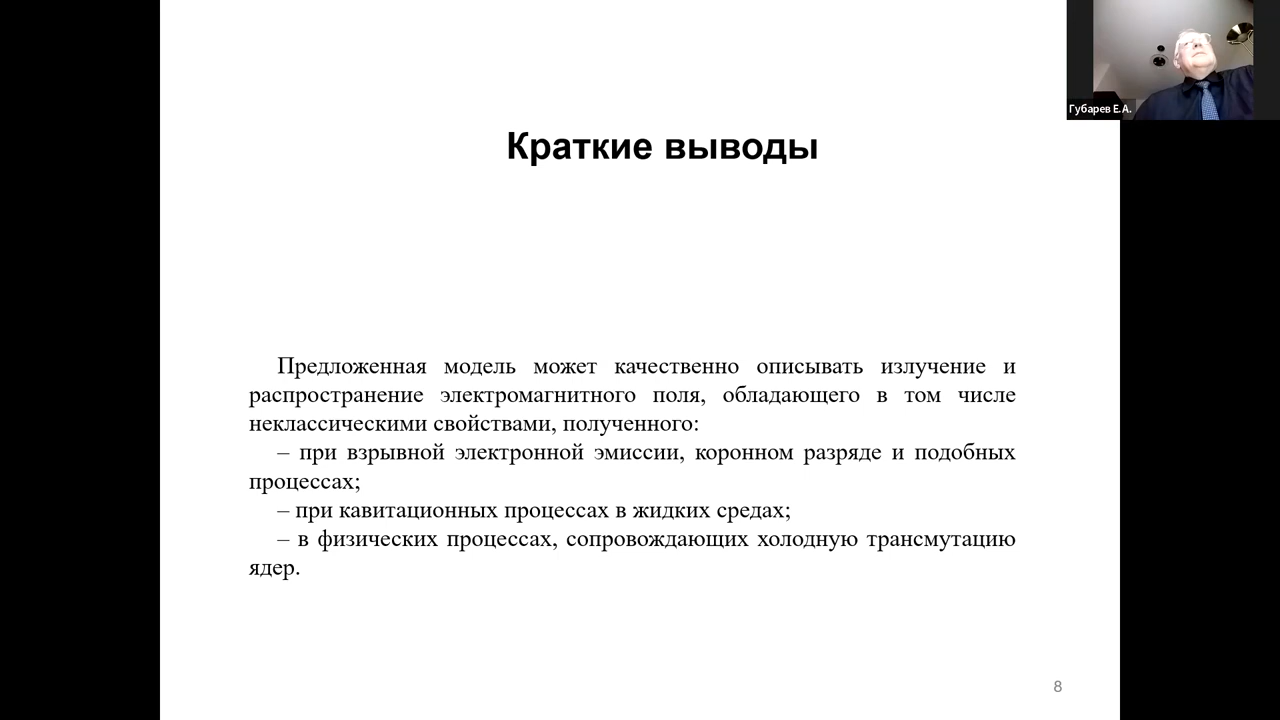 Губарев Е.А.
Краткие выводы
Предложенная модель может качественно описывать излучение и
распространение электромагнитного поля, обладающего в том числе
неклассическими свойствами, полученного:
– при взрывной электронной эмиссии, коронном разряде и подобных
процессах;
– при кавитационных процессах в жидких средах;
– в физических процессах, сопровождающих холодную трансмутацию
ядер.
8